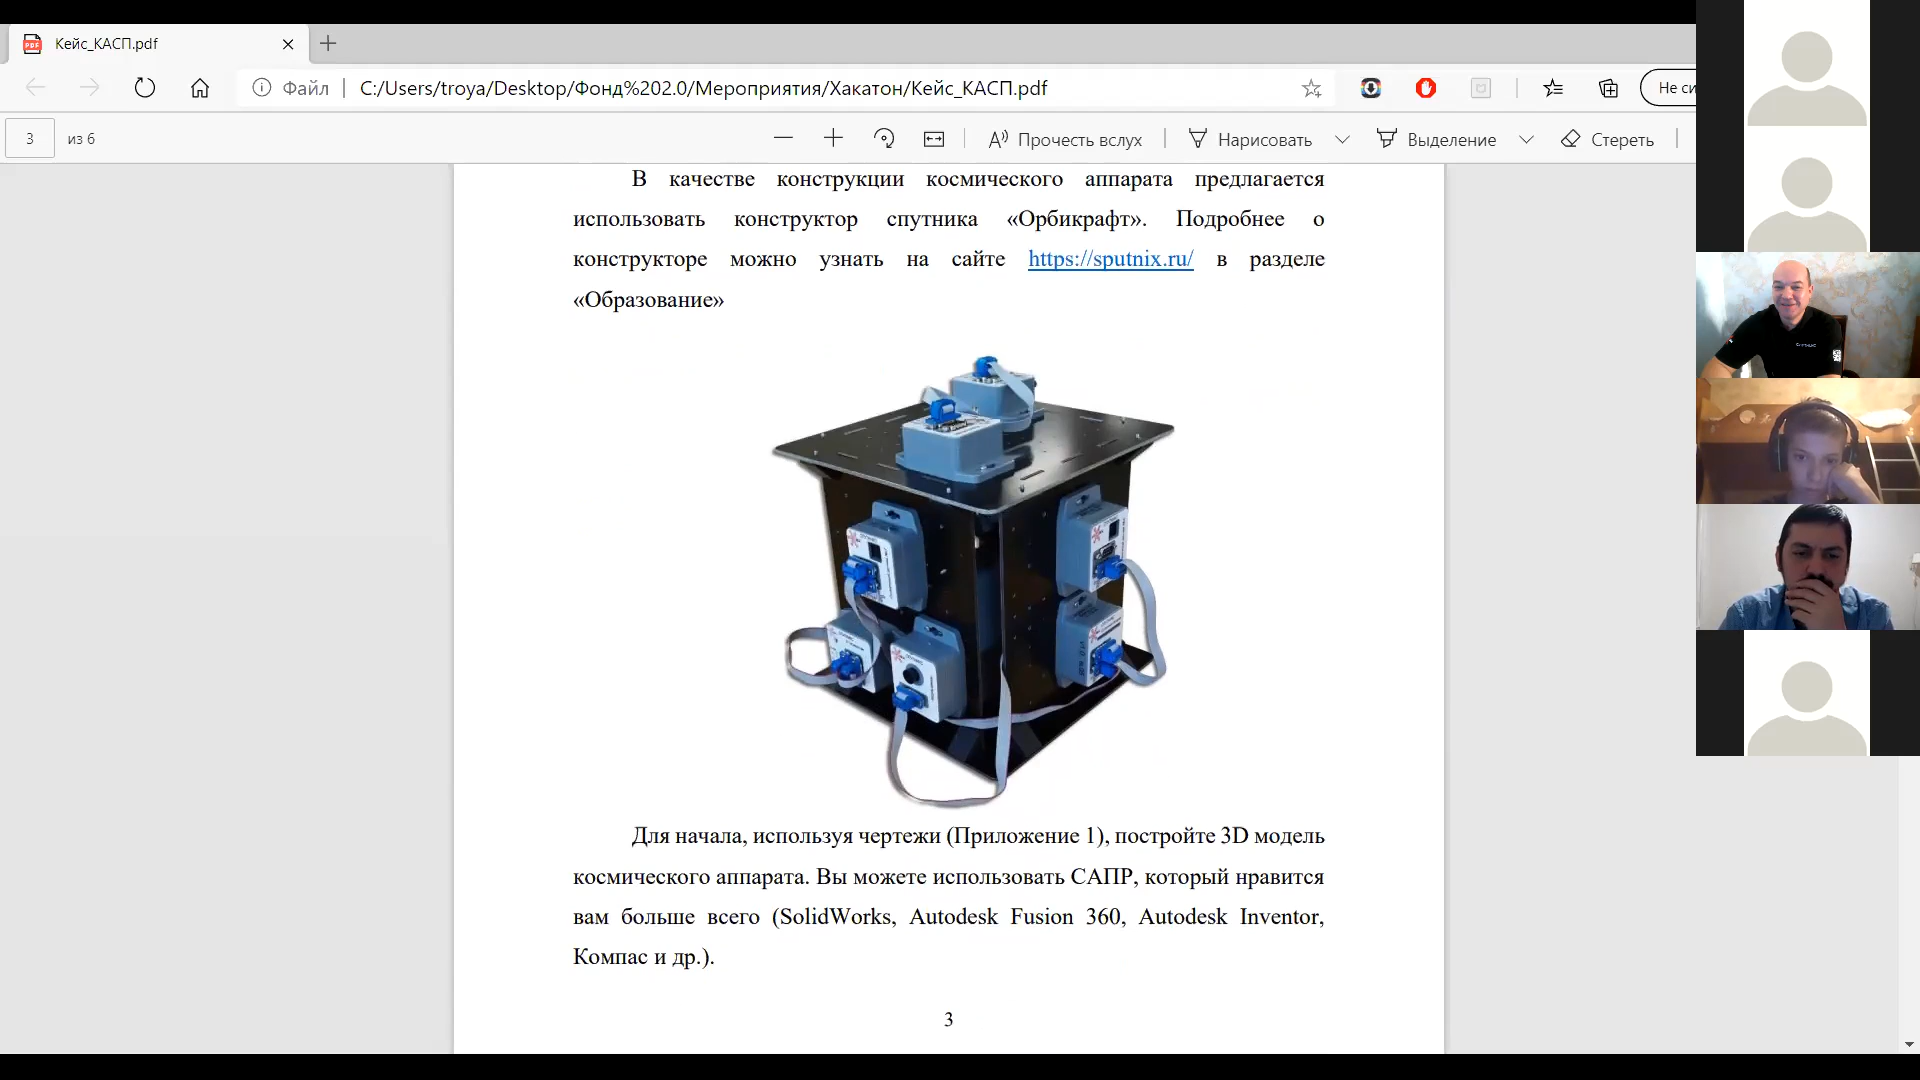 Кейс_КАСП.pdf
Файл
C:/Users/troya/Desktop/Фонд%202.0/Мероприятия/Хакатон/Кейс_КАСП.pdf
Не си
3 из 6
Прочесть вслух
Нарисовать
Выделение
Стереть
В качестве конструкции космического аппарата предлагается
использовать конструктор спутника «Орбикрафт». Подробнее о
конструкторе можно узнать на сайте https://sputnix.ru/ в разделе
«Образование»
Для начала, используя чертежи (Приложение 1), постройте 3D модель
космического аппарата. Вы можете использовать САПР, который нравится
вам больше всего (SolidWorks, Autodesk Fusion 360, Autodesk Inventor,
Компас и др.).
3